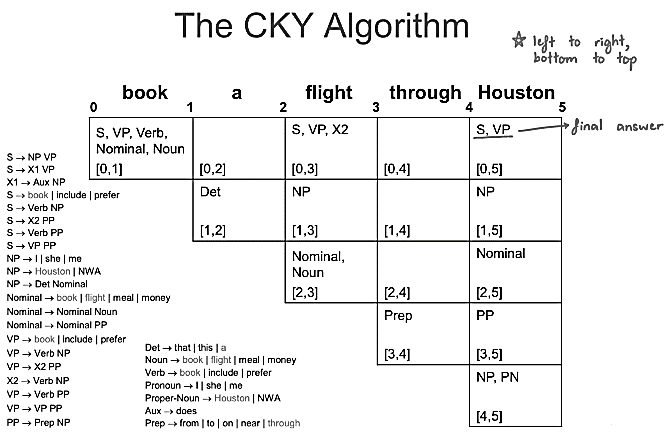 The CKY Algorithm
☆ left to right,
bottom to top
book a flight through Houston
0 1 2 3 4 5
S, VP, Verb,
Nominal, Noun
[0,1]
[0,2]
S, VP, X2
[0,3]
[0,4]
S, VP → final answer
[0,5]
Det
[1,2]
NP
[1,3]
[1,4]
NP
[1,5]
Nominal,
Noun
[2,3]
[2,4]
Nominal
[2,5]
Prep
[3,4]
PP
[3,5]
NP, PN
[4,5]
S → NP VP
S → X1 VP
X1 → Aux NP
S → book | include | prefer
S → Verb NP
S → X2 PP
S → Verb PP
S → VP PP
NP → I | she | me
NP → Houston | NWA
NP → Det Nominal
Nominal → book | flight | meal | money
Nominal → Nominal Noun
Nominal → Nominal PP
VP → book | include | prefer
VP → Verb NP
VP → X2 PP
X2 → Verb NP
VP → Verb PP
VP → VP PP
PP → Prep NP
Det → that | this | a
Noun → book | flight | meal | money
Verb → book | include | prefer
Pronoun → I | she | me
Proper-Noun → Houston | NWA
Aux → does
Prep → from | to | on | near | through